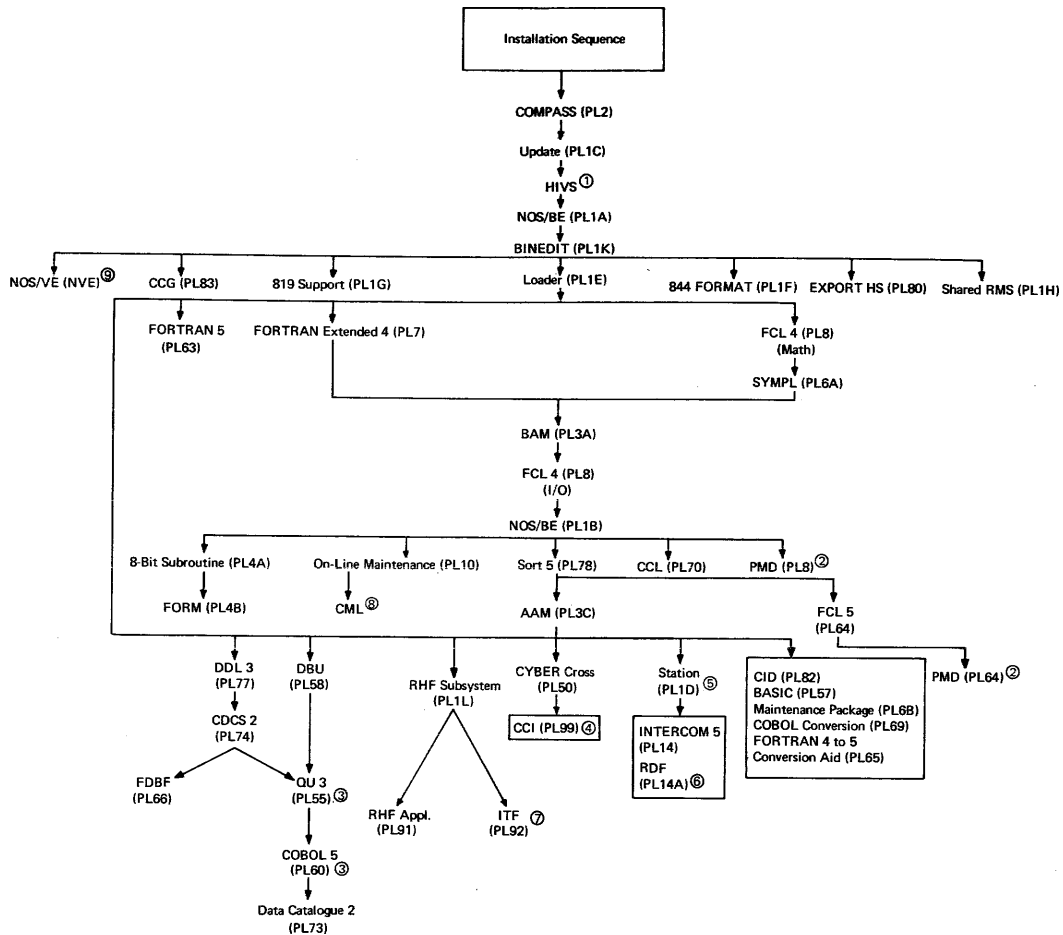 Installation Sequence
COMPASS (PL2)
Update (PL1C)
HIVS ①
NOS/BE (PL1A)
BINEDIT (PL1K)
NOS/VE (NVE) ⑨
CCG (PL83)
819 Support (PL1G)
Loader (PL1E)
844 FORMAT (PL1F)
EXPORT HS (PL80)
Shared RMS (PL1H)
FORTRAN 5
(PL63)
FORTRAN Extended 4 (PL7)
FCL 4 (PL8)
(Math)
SYMPL (PL6A)
BAM (PL3A)
FCL 4 (PL8)
(I/O)
NOS/BE (PL1B)
8-Bit Subroutine (PL4A)
On-Line Maintenance (PL10)
Sort 5 (PL78)
CCL (PL70)
PMD (PL8) ②
FORM (PL4B)
CML ⑧
AAM (PL3C)
FCL 5
(PL64)
DDL 3
(PL77)
DBU
(PL58)
RHF Subsystem
(PL1L)
CYBER Cross
(PL50)
Station
(PL1D) ⑤
CID (PL82)
BASIC (PL57)
Maintenance Package (PL6B)
COBOL Conversion (PL69)
FORTRAN 4 to 5
Conversion Aid (PL65)
PMD (PL64) ②
CDCS 2
(PL74)
CCI (PL99) ④
INTERCOM 5
(PL14)
RDF
(PL14A) ⑥
FDBF
(PL66)
QU 3
(PL55) ③
RHF Appl.
(PL91)
ITF
(PL92) ⑦
COBOL 5
(PL60) ③
Data Catalogue 2
(PL73)